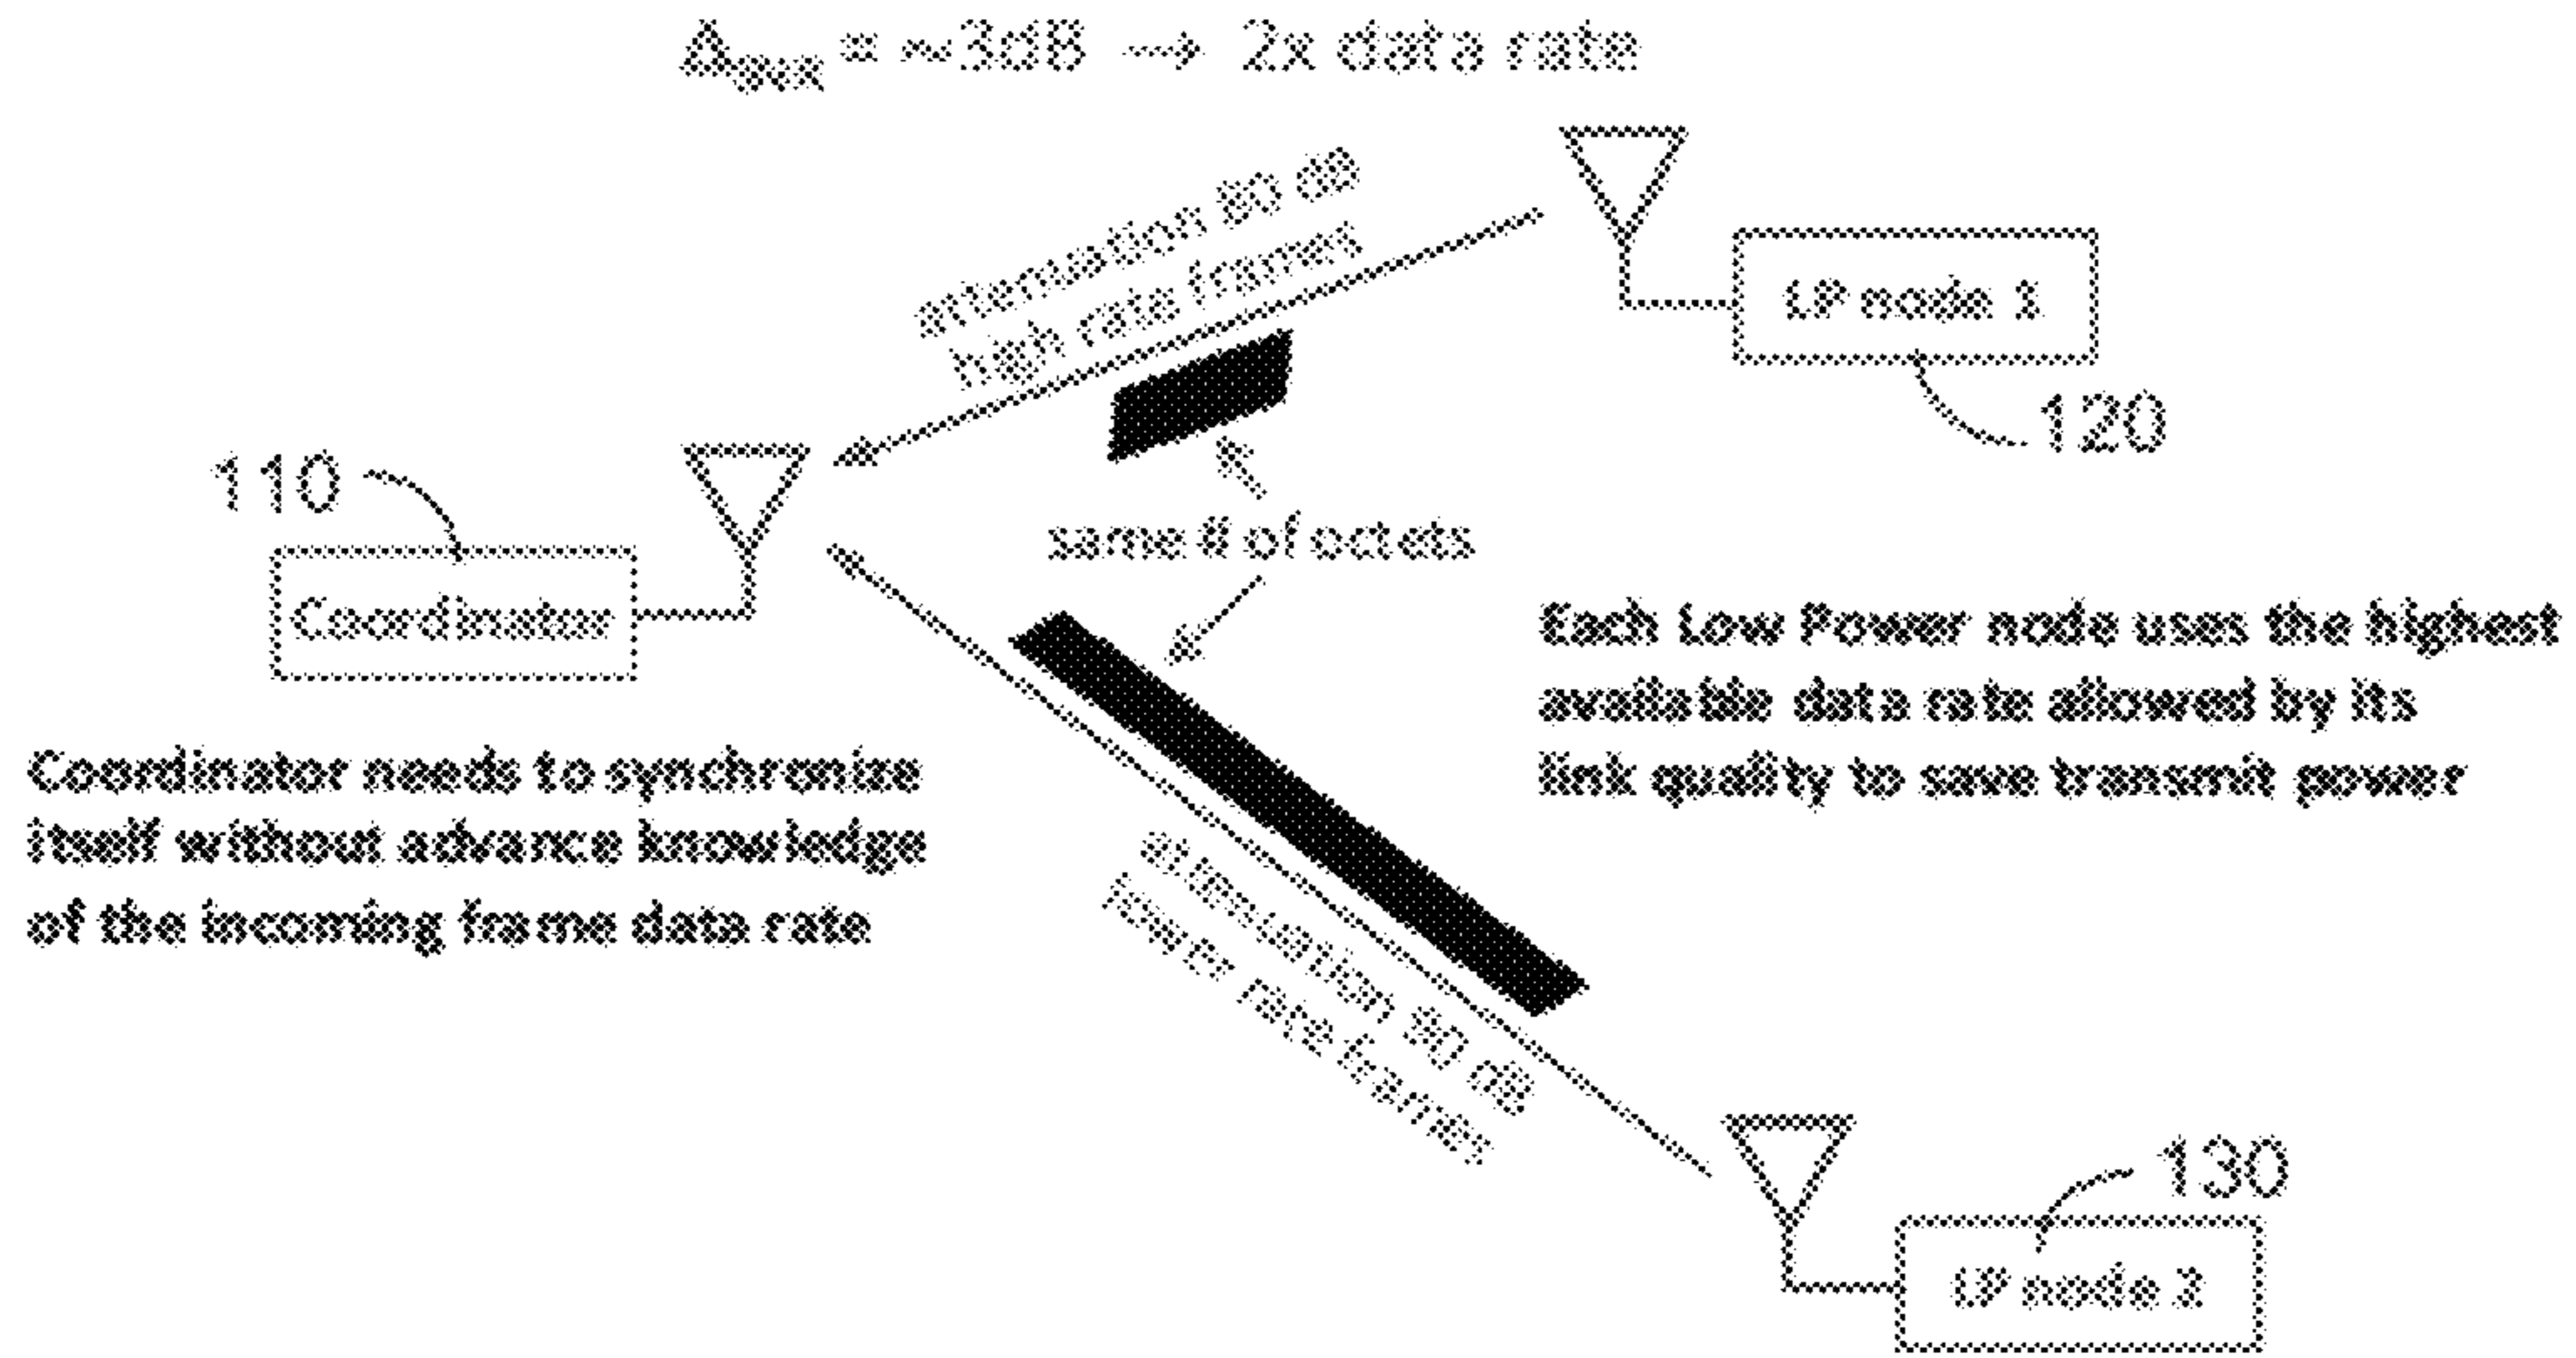 = ~3dB → 2x data rate
attenuation 80 dB
high rate frames
LP node 1
120
110
same # of octets
Coordinator
Each Low Power node uses the highest
available data rate allowed by its
link quality to save transmit power
Coordinator needs to synchronize
itself without advance knowledge
of the incoming frame data rate
attenuation 90 dB
lower rate frames
130
LP node 2